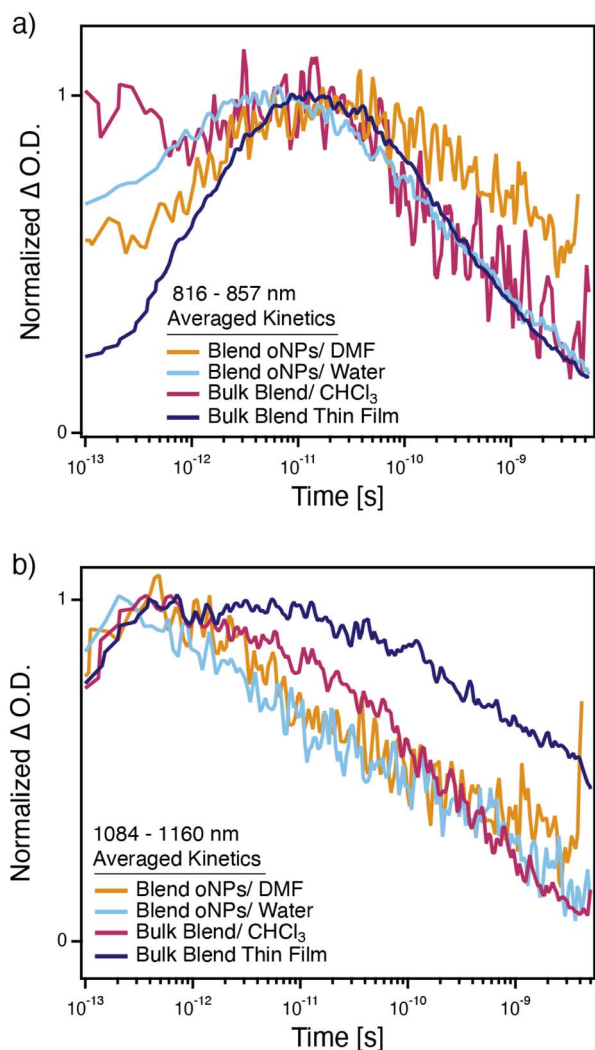 a)
Normalized Δ O.D.
1
0
816 - 857 nm
Averaged Kinetics
Blend oNPs/ DMF
Blend oNPs/ Water
Bulk Blend/ CHCl₃
Bulk Blend Thin Film
10⁻¹³ 10⁻¹² 10⁻¹¹ 10⁻¹⁰ 10⁻⁹
Time [s]
b)
Normalized Δ O.D.
1
0
1084 - 1160 nm
Averaged Kinetics
Blend oNPs/ DMF
Blend oNPs/ Water
Bulk Blend/ CHCl₃
Bulk Blend Thin Film
10⁻¹³ 10⁻¹² 10⁻¹¹ 10⁻¹⁰ 10⁻⁹
Time [s]